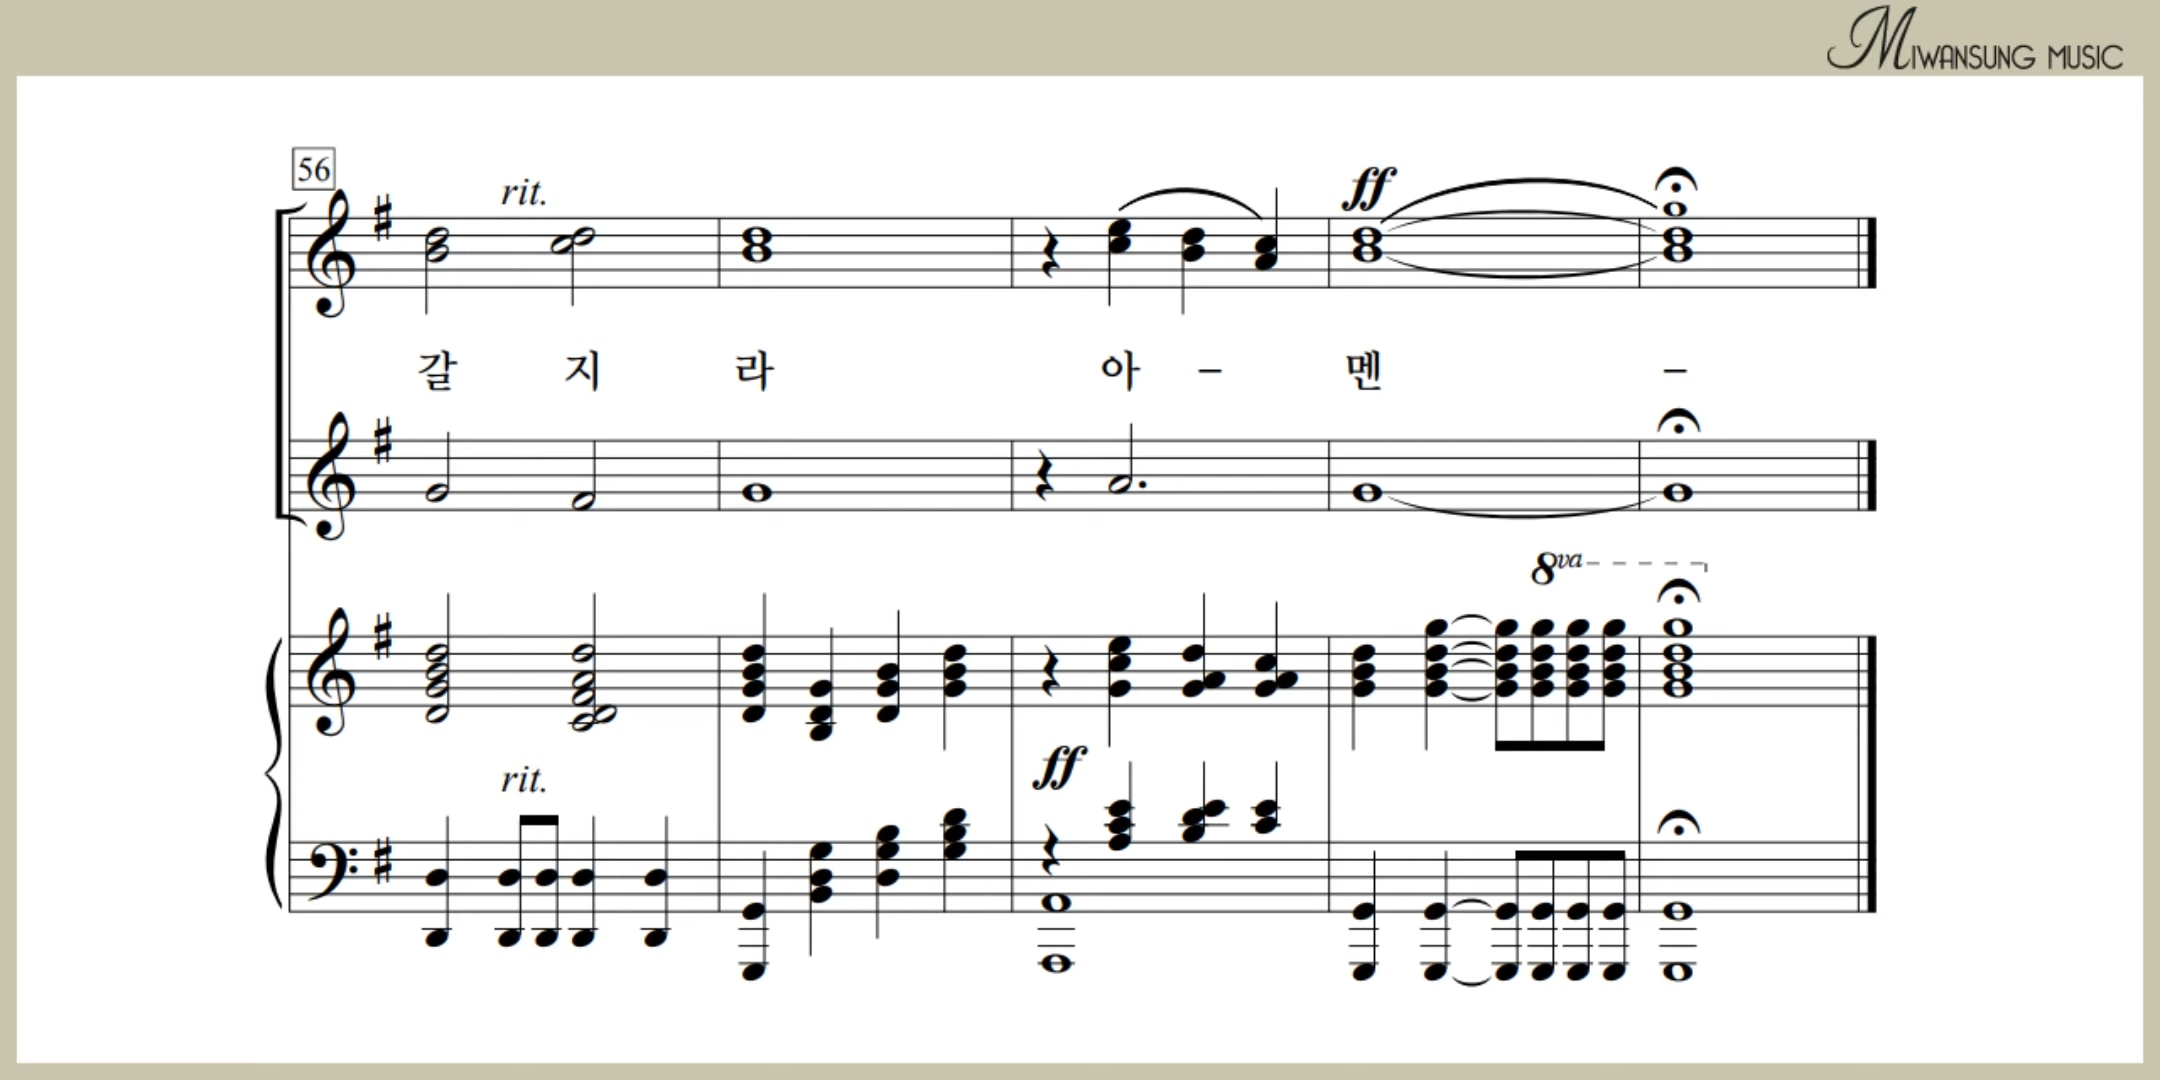 MIWANSUNG MUSIC
56
rit.
ff
갈 지 라 아 – 멘 –
8va
ff
rit.